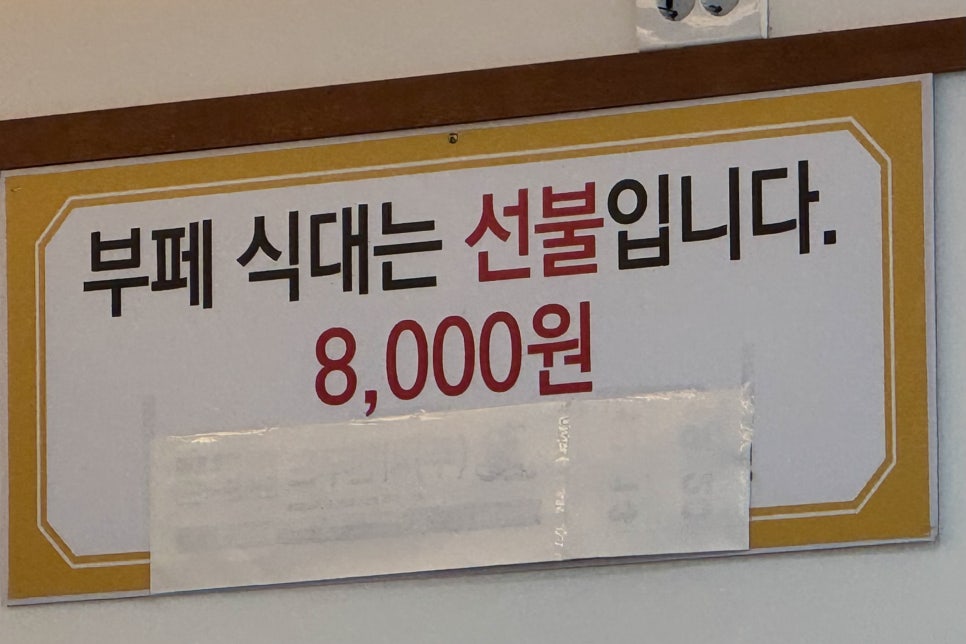 부페 식대는 선불입니다.
8,000원